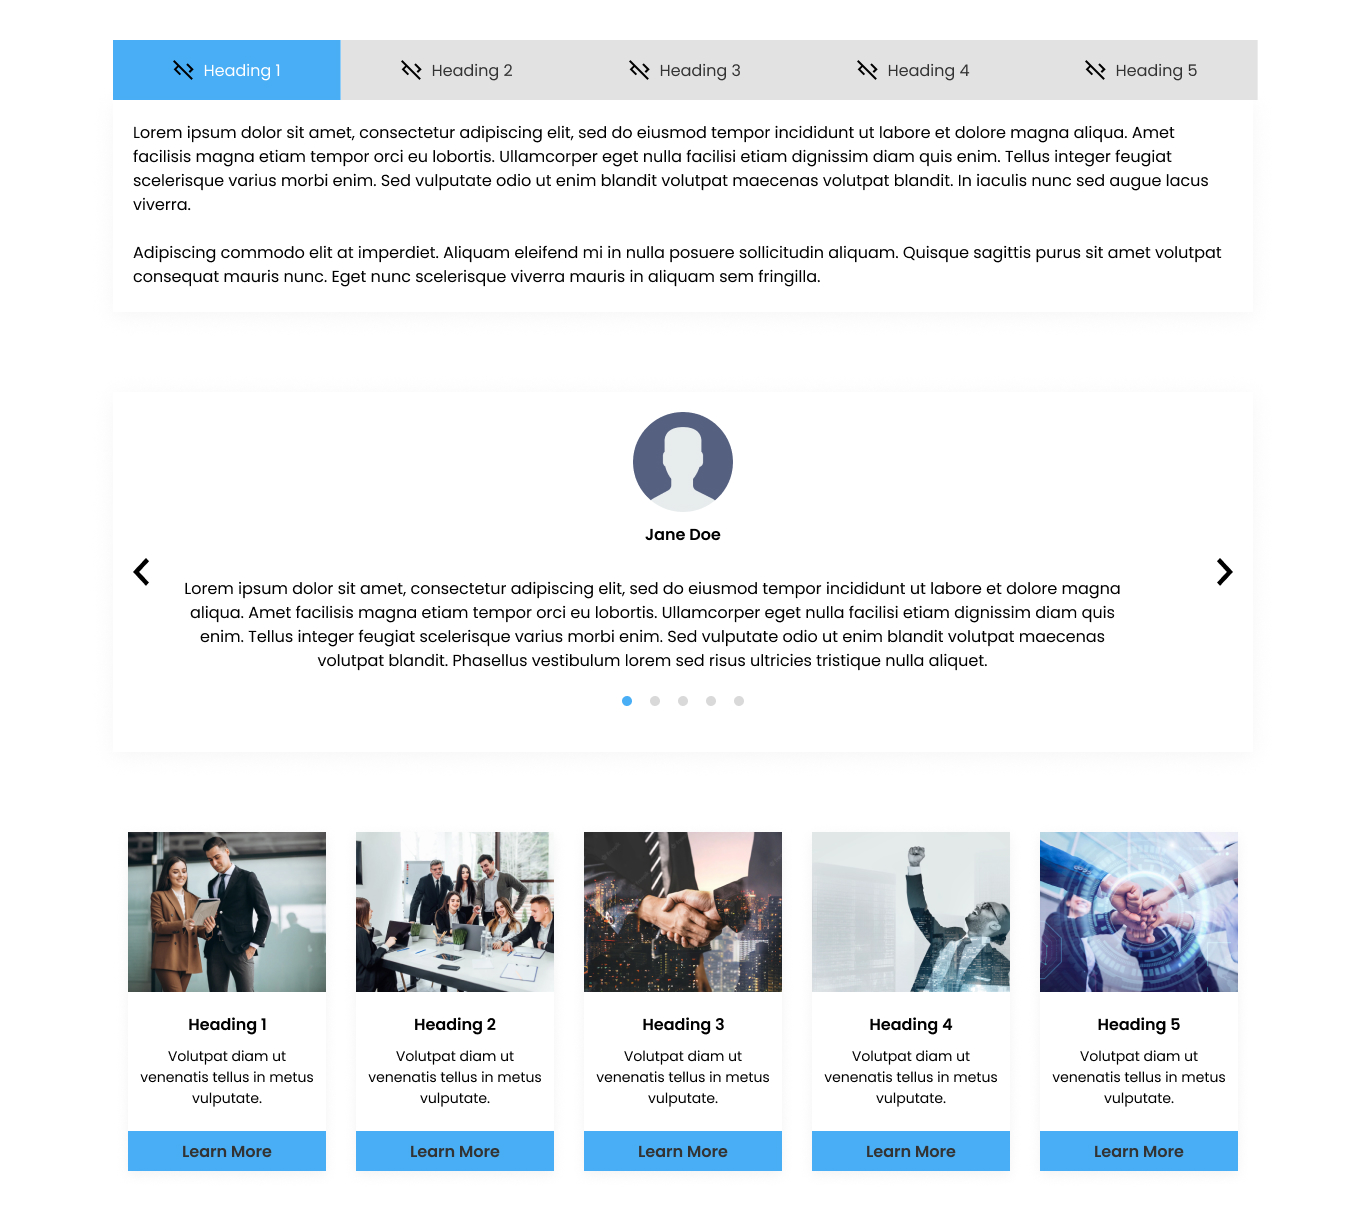 Heading 1 Heading 2 Heading 3 Heading 4 Heading 5
Lorem ipsum dolor sit amet, consectetur adipiscing elit, sed do eiusmod tempor incididunt ut labore et dolore magna aliqua. Amet
facilisis magna etiam tempor orci eu lobortis. Ullamcorper eget nulla facilisi etiam dignissim diam quis enim. Tellus integer feugiat
scelerisque varius morbi enim. Sed vulputate odio ut enim blandit volutpat maecenas volutpat blandit. In iaculis nunc sed augue lacus
viverra.
Adipiscing commodo elit at imperdiet. Aliquam eleifend mi in nulla posuere sollicitudin aliquam. Quisque sagittis purus sit amet volutpat
consequat mauris nunc. Eget nunc scelerisque viverra mauris in aliquam sem fringilla.
Jane Doe
Lorem ipsum dolor sit amet, consectetur adipiscing elit, sed do eiusmod tempor incididunt ut labore et dolore magna
aliqua. Amet facilisis magna etiam tempor orci eu lobortis. Ullamcorper eget nulla facilisi etiam dignissim diam quis
enim. Tellus integer feugiat scelerisque varius morbi enim. Sed vulputate odio ut enim blandit volutpat maecenas
volutpat blandit. Phasellus vestibulum lorem sed risus ultricies tristique nulla aliquet.
Heading 1
Volutpat diam ut
venenatis tellus in metus
vulputate.
Learn More
Heading 2
Volutpat diam ut
venenatis tellus in metus
vulputate.
Learn More
Heading 3
Volutpat diam ut
venenatis tellus in metus
vulputate.
Learn More
Heading 4
Volutpat diam ut
venenatis tellus in metus
vulputate.
Learn More
Heading 5
Volutpat diam ut
venenatis tellus in metus
vulputate.
Learn More